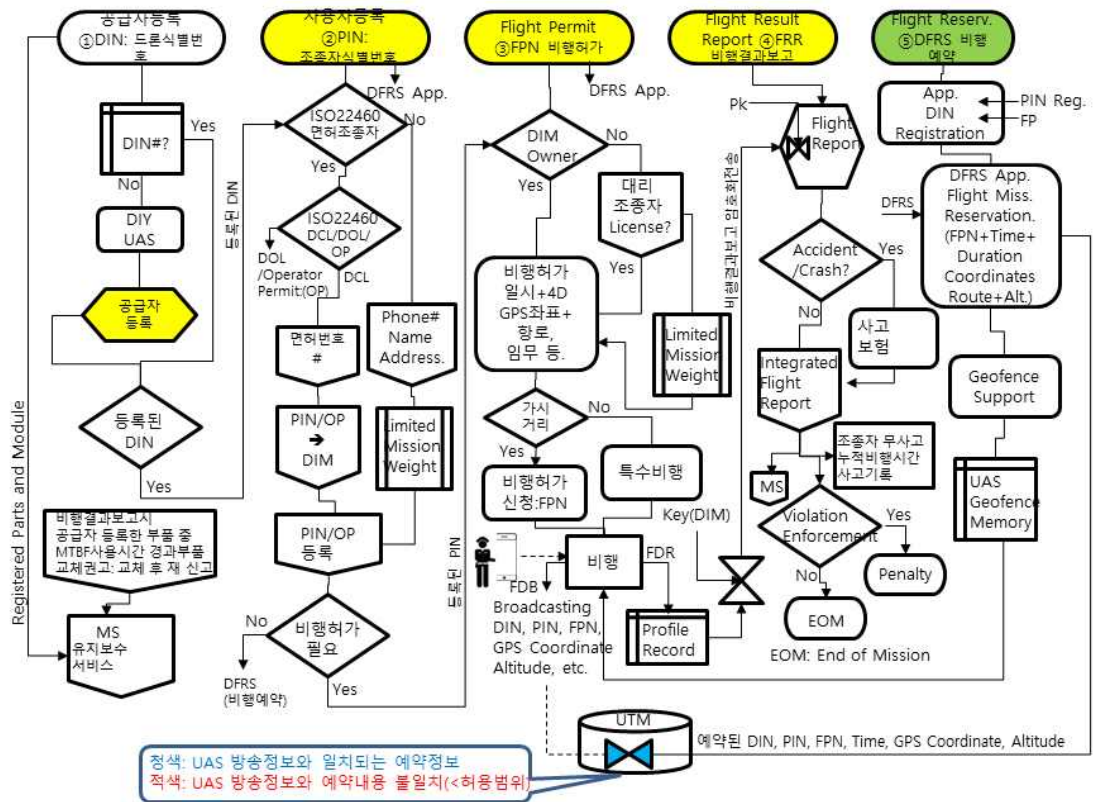 공급자등록
①DIN: 드론식별번
호
DIN#?
Yes
No
DIY
UAS
공급자
등록
등록된
DIN
Yes
Registered Parts and Module
비행결과보고시
공급자 등록한 부품 중
MTBF사용시간 경과부품
교체권고: 교체 후 재 신고
MS
유지보수
서비스
등록된 DIN
사용자등록
②PIN:
조종자식별번호
DFRS App.
ISO22460
면허조종자
No
Yes
ISO22460
DCL/DOL/
OP
DOL
/Operator
Permit:(OP)
DCL
면허번호
#
Phone#
Name
Address.
PIN/OP
➔
DIM
Limited
Mission
Weight
PIN/OP
등록
비행허가
필요
No
Yes
DFRS
(비행예약)
등록된 PIN
Flight Permit
③FPN 비행허가
DFRS App.
DIM
Owner
No
Yes
대리
조종자
License?
Yes
비행허가
일시+4D
GPS좌표+
항로,
임무 등.
Limited
Mission
Weight
가시
거리
No
Yes
비행허가
신청:FPN
특수비행
비행
FDR
Key(DIM)
FDB
Broadcasting
DIN, PIN, FPN,
GPS Coordinate
Altitude, etc.
Profile
Record
비행결과보고 암호화전송
Flight Result
Report ④FRR
비행결과보고
Pk
Flight
Report
Accident
/Crash?
Yes
No
사고
보험
Integrated
Flight
Report
조종자 무사고
누적비행시간
사고기록
MS
Violation
Enforcement
Yes
No
Penalty
EOM
EOM: End of Mission
Flight Reserv.
⑤DFRS 비행
예약
App.
DIN
Registration
PIN Reg.
FP
DFRS
DFRS App.
Flight Miss.
Reservation.
(FPN+Time+
Duration
Coordinates
Route+Alt.)
Geofence
Support
UAS
Geofence
Memory
UTM
예약된 DIN, PIN, FPN, Time, GPS Coordinate, Altitude
청색: UAS 방송정보와 일치되는 예약정보
적색: UAS 방송정보와 예약내용 불일치(<허용범위)